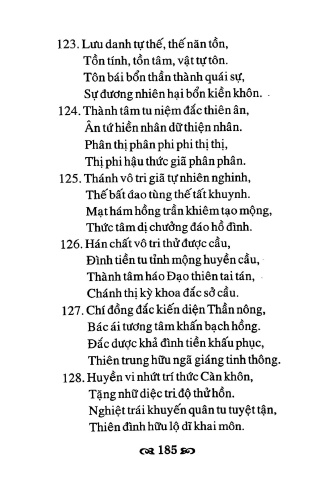 123. Lưu danh tự thế, thế năn tồn,
Tồn tính, tồn tâm, vật tự tôn.
Tôn bái bổn thần thành quái sự,
Sự đương nhiên hại bổn kiền khôn.
124. Thành tâm tu niệm đắc thiên ân,
Ân tứ hiền nhân dữ thiện nhân.
Phân thị phân phi phi thị thị,
Thị phi hậu thức giã phân phân.
125. Thánh vô tri giã tự nhiên nghinh,
Thế bất đao tùng thế tất khuynh.
Mạt hám hồng trần khiêm tạo mộng,
Thức tâm dị chưởng đáo hồ đình.
126. Hán chất vô tri thử được cầu,
Đình tiền tu tỉnh mộng huyền cầu,
Thành tâm háo Đạo thiên tai tán,
Chánh thị kỳ khoa đắc sở cầu.
127. Chí đồng đắc kiến diện Thần nông,
Bác ái tương tâm khấn bạch hồng.
Đắc dược khả đình tiền khấu phục,
Thiên trung hữu ngã giáng tinh thông.
128. Huyền vi nhứt trí thức Càn khôn,
Tặng nhữ diệc tri độ thử hồn.
Nghiệt trái khuyến quân tu tuyệt tận,
Thiên đình hữu lộ dĩ khai môn.
185